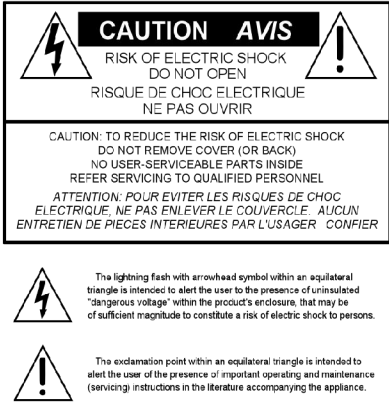 CAUTION AVIS
RISK OF ELECTRIC SHOCK
DO NOT OPEN
RISQUE DE CHOC ELECTRIQUE
NE PAS OUVRIR
CAUTION: TO REDUCE THE RISK OF ELECTRIC SHOCK
DO NOT REMOVE COVER (OR BACK)
NO USER-SERVICEABLE PARTS INSIDE
REFER SERVICING TO QUALIFIED PERSONNEL
ATTENTION: POUR EVITER LES RISQUES DE CHOC
ELECTRIQUE, NE PAS ENLEVER LE COUVERCLE. AUCUN
ENTRETIEN DE PIECES INTERIEURES PAR L'USAGER CONFIER
The lightning flash with arrowhead symbol within an equilateral
triangle is intended to alert the user to the presence of uninsulated
"dangerous voltage" within the product's enclosure, that may be
of sufficient magnitude to constitute a risk of electric shock to persons.
The exclamation point within an equilateral triangle is intended to
alert the user of the presence of important operating and maintenance
(servicing) instructions in the literature accompanying the appliance.